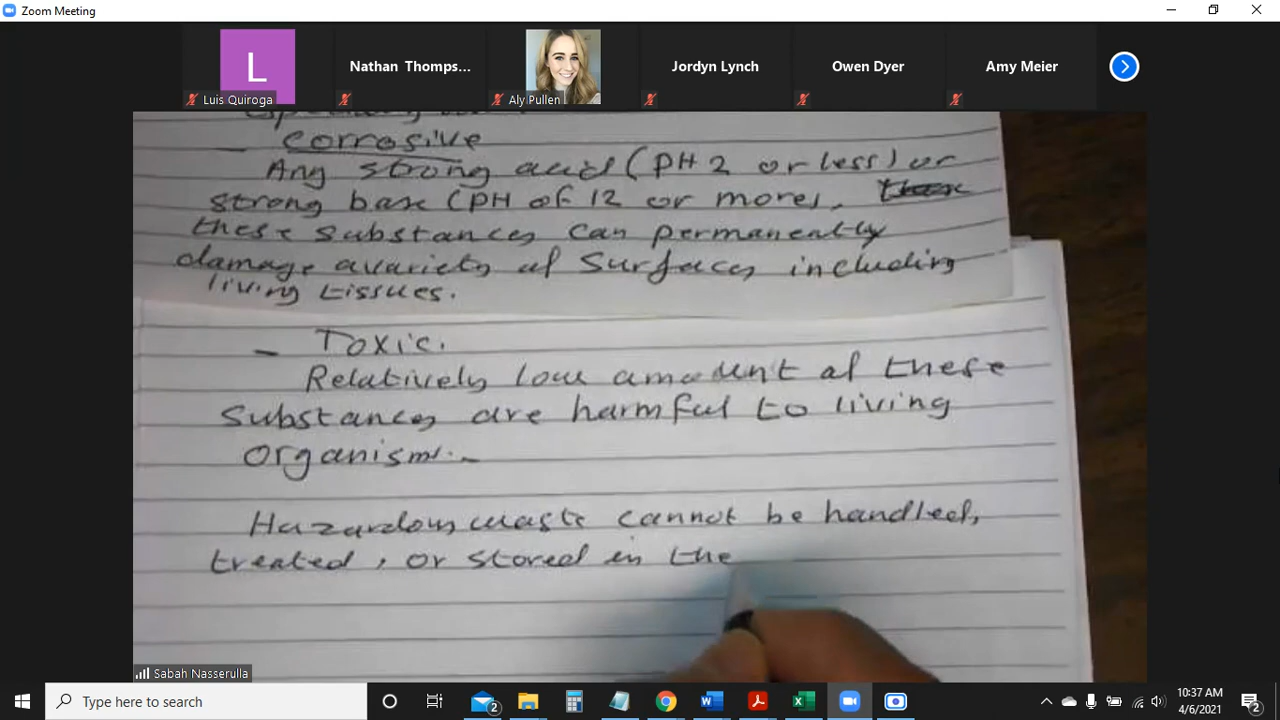 Zoom Meeting
L
Luis Quiroga
Nathan Thomps...
Aly Pullen
Jordyn Lynch
Owen Dyer
Amy Meier
- Corrosive
Any strong acid (PH 2 or less) or
strong base (PH of 12 or more).
these substances can permanently
damage a variety of surfaces including
living tissues.
- Toxic.
Relatively low amount of these
substances are harmful to living
organisms.
Hazardous waste cannot be handled,
treated, or stored in the
Sabah Nasserulla
Type here to search
2
10:37 AM
4/6/2021
2